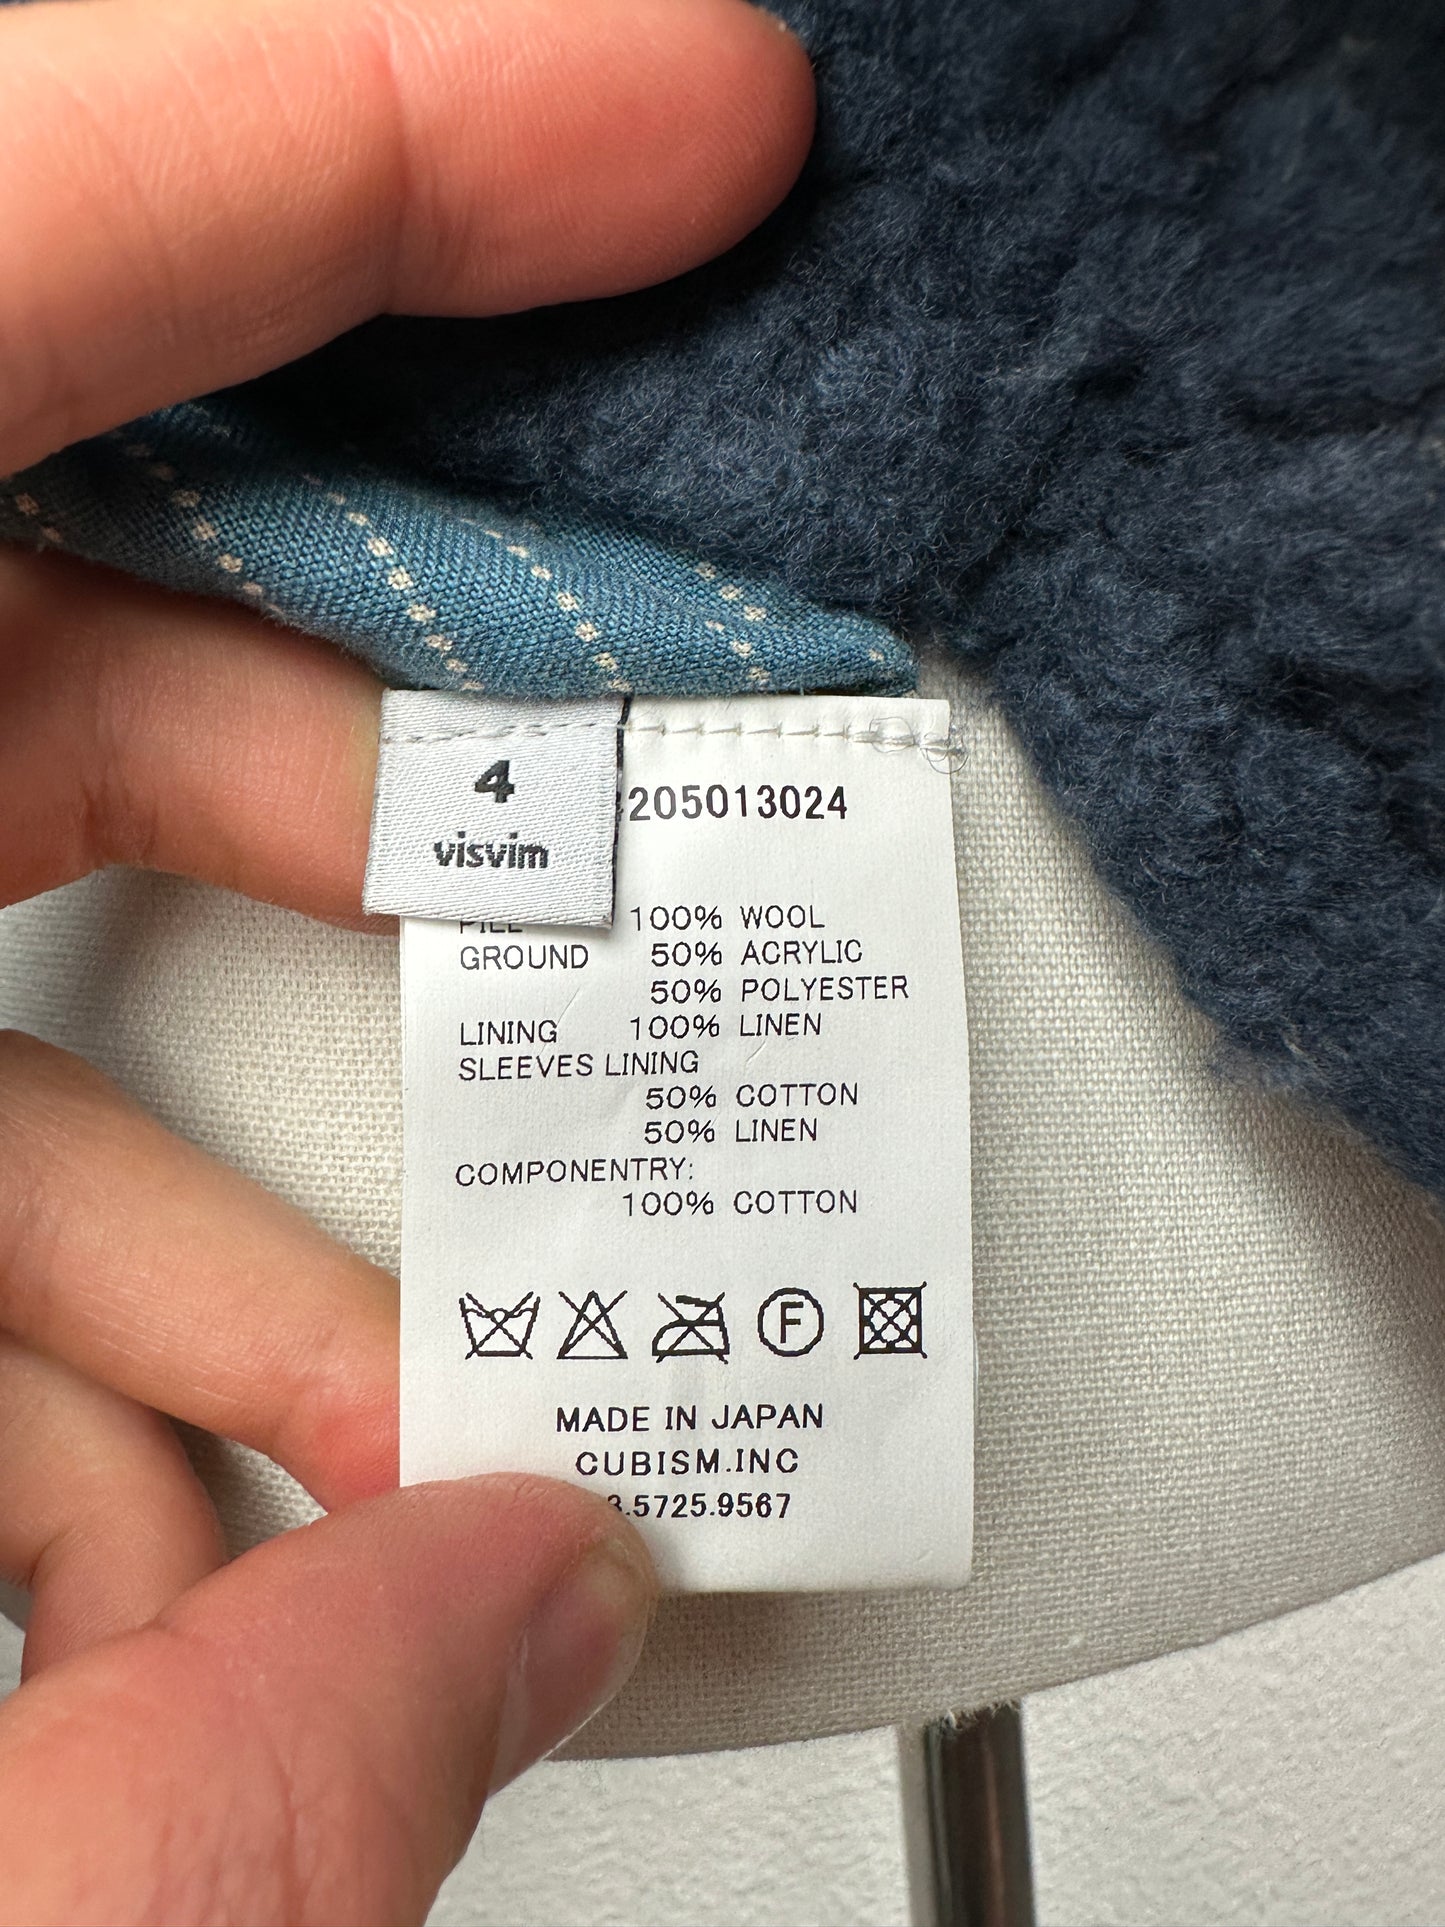 4
visvim
205013024
100% WOOL
GROUND 50% ACRYLIC
50% POLYESTER
LINING 100% LINEN
SLEEVES LINING
50% COTTON
50% LINEN
COMPONENTRY:
100% COTTON
F
MADE IN JAPAN
CUBISM.INC
3.5725.9567